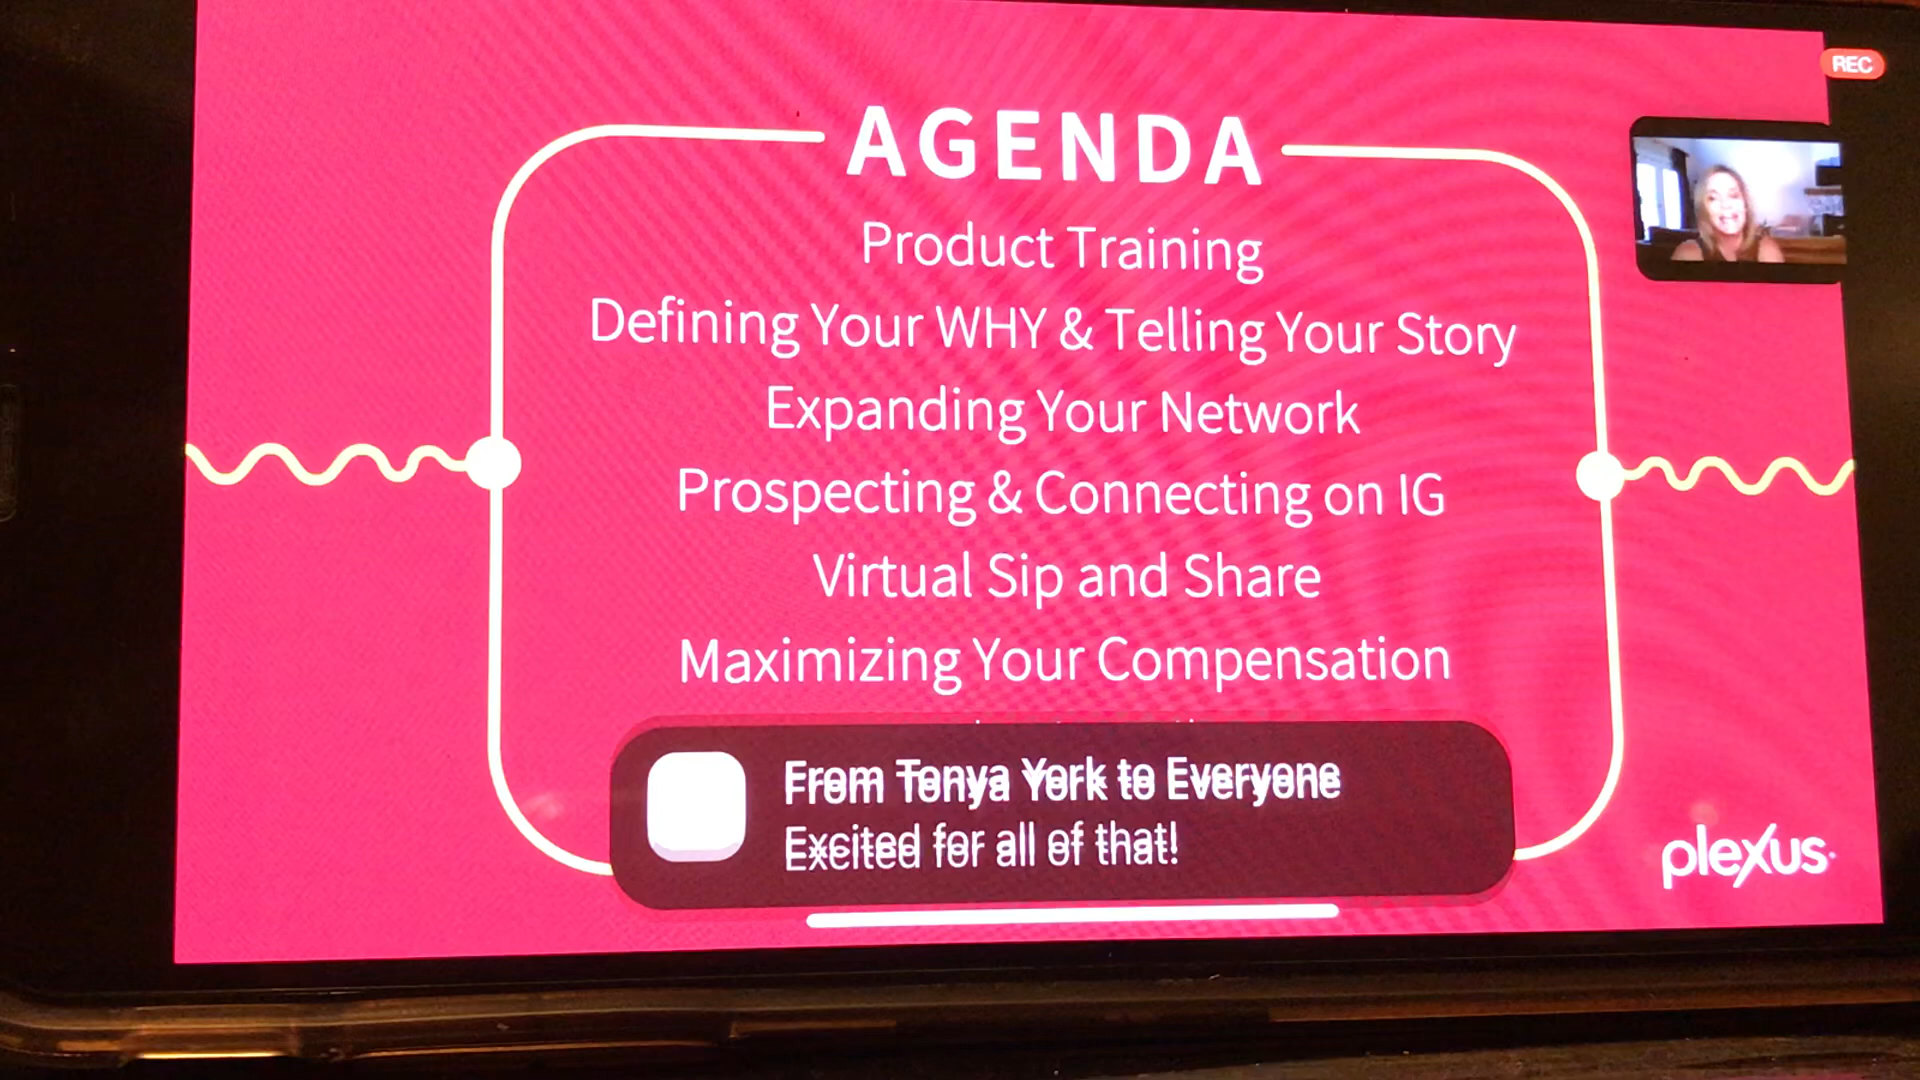 REC
AGENDA
Product Training
Defining Your WHY & Telling Your Story
Expanding Your Network
Prospecting & Connecting on IG
Virtual Sip and Share
Maximizing Your Compensation
From Tonya York to Everyone
Excited for all of that!
plexus